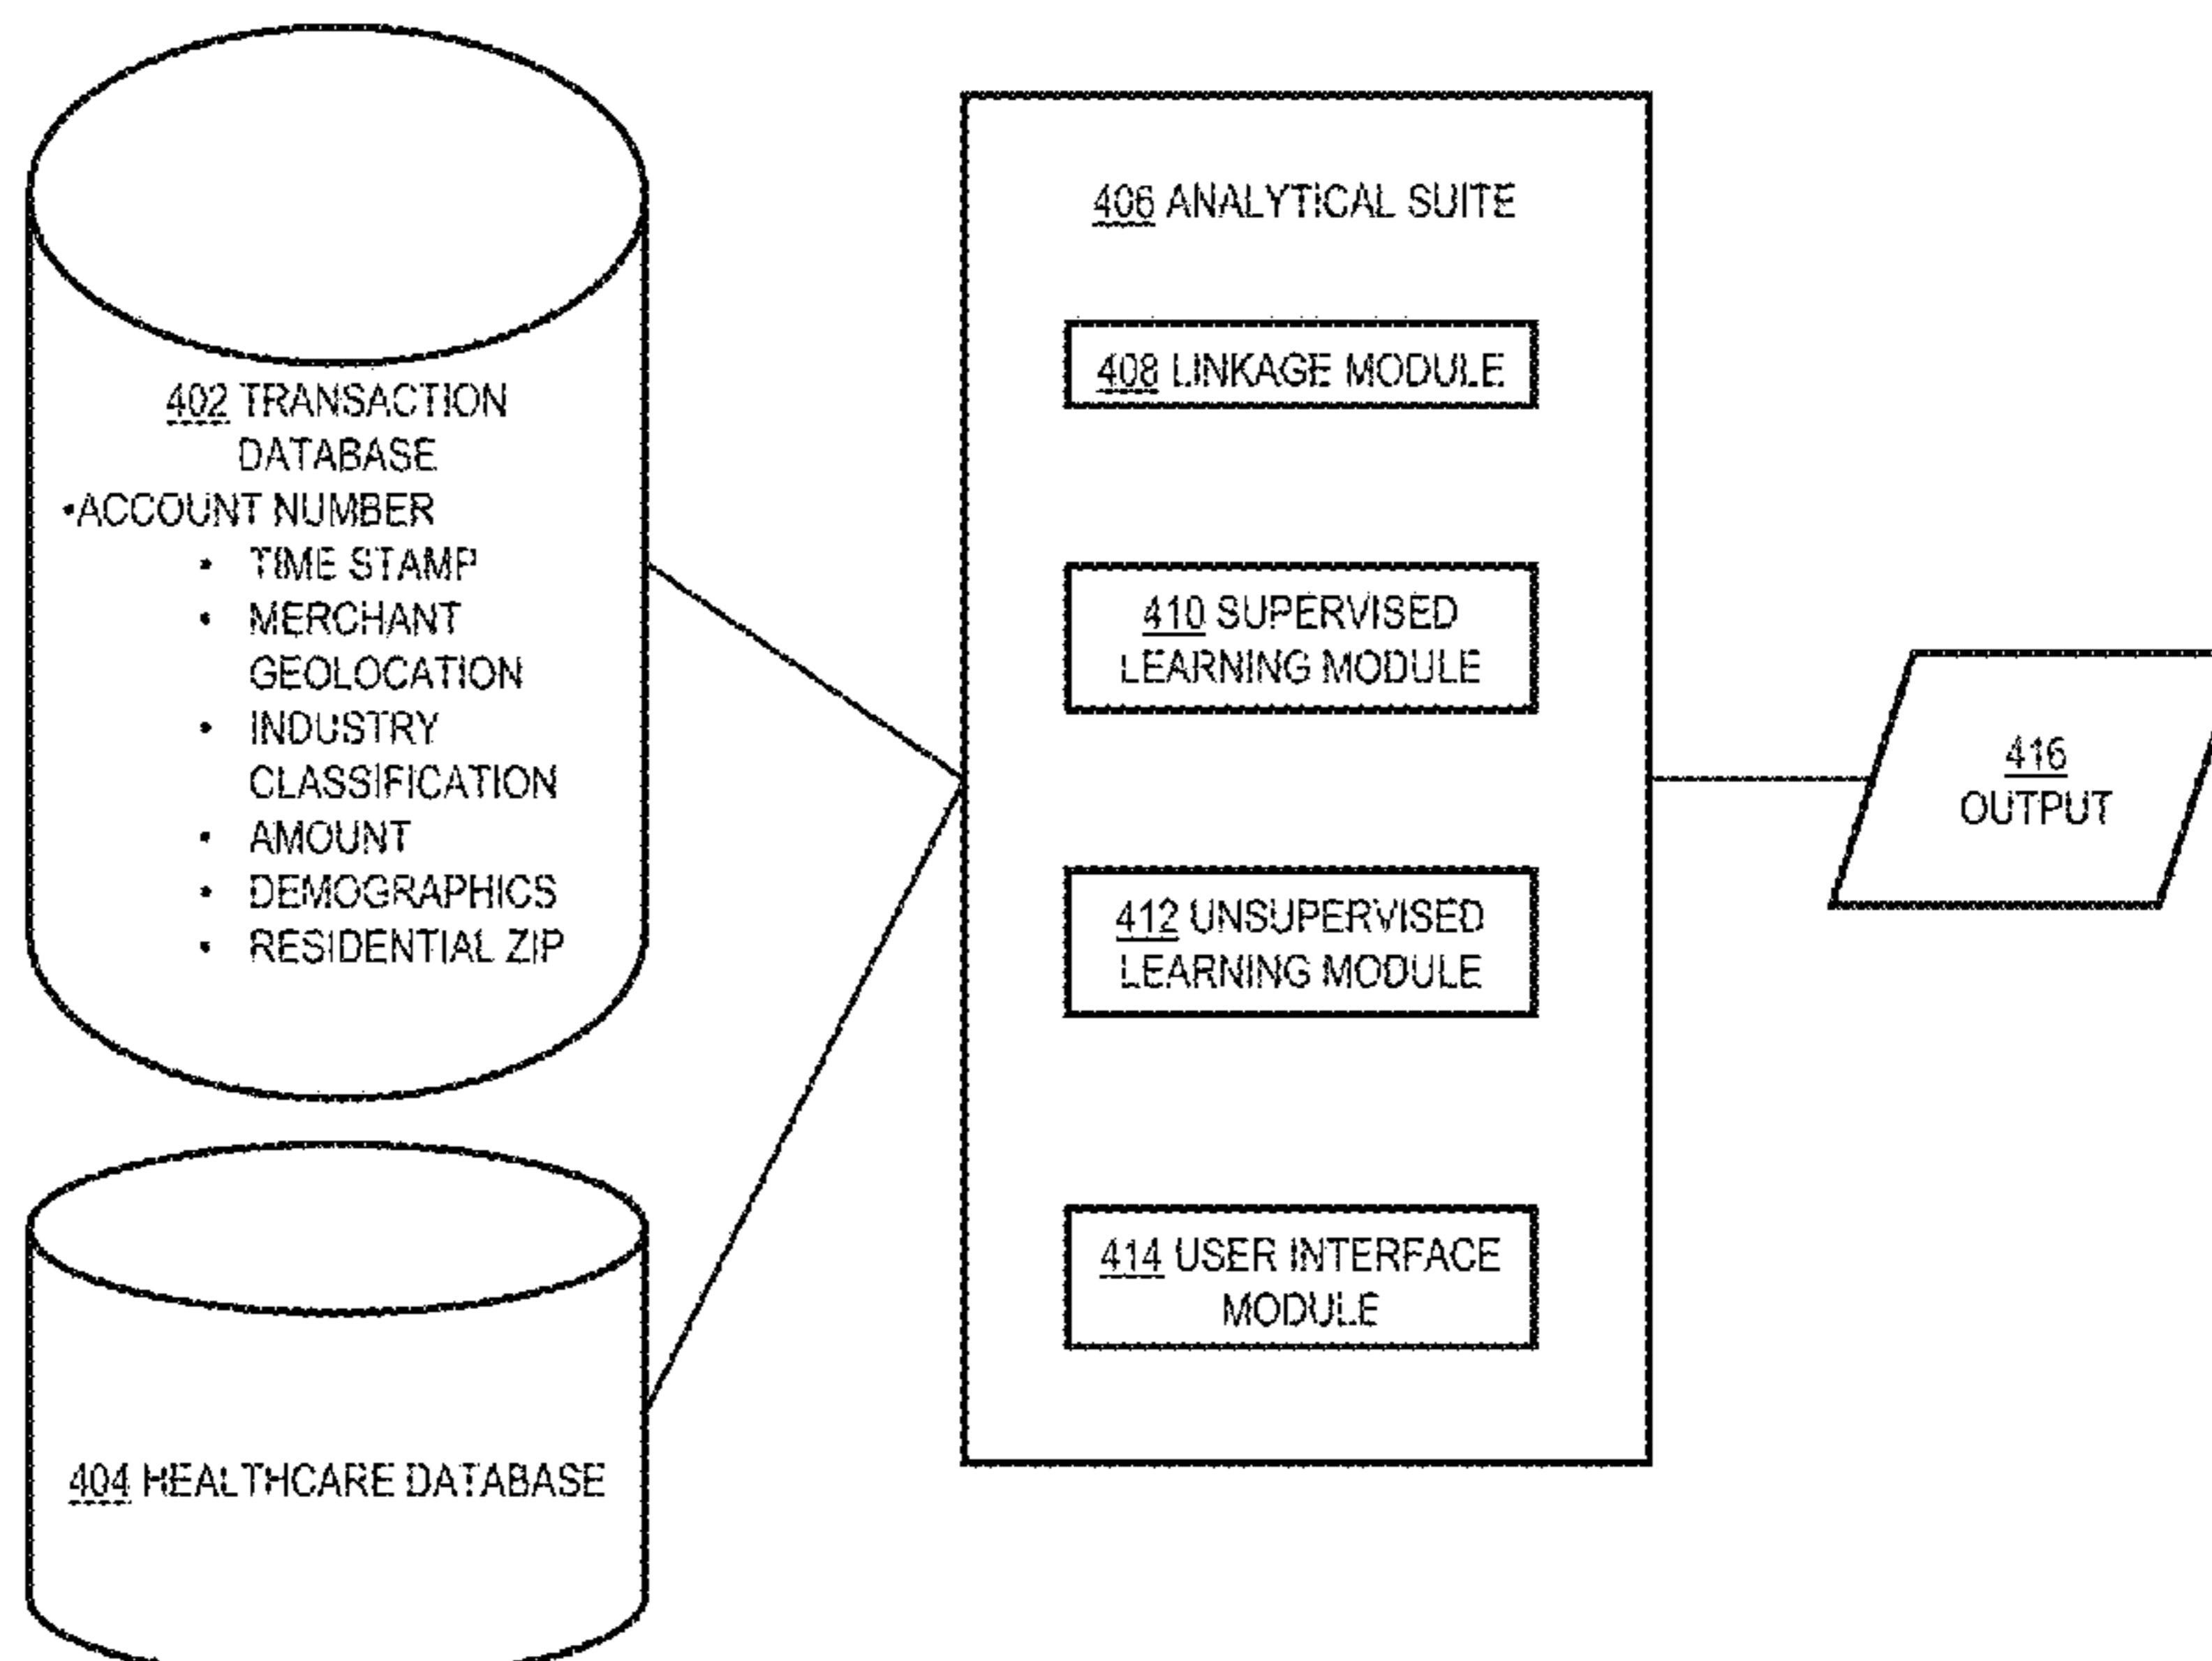 402 TRANSACTION
DATABASE
•ACCOUNT NUMBER
• TIME STAMP
• MERCHANT
GEOLOCATION
• INDUSTRY
CLASSIFICATION
• AMOUNT
• DEMOGRAPHICS
• RESIDENTIAL ZIP
404 HEALTHCARE DATABASE
406 ANALYTICAL SUITE
408 LINKAGE MODULE
410 SUPERVISED
LEARNING MODULE
412 UNSUPERVISED
LEARNING MODULE
414 USER INTERFACE
MODULE
416
OUTPUT